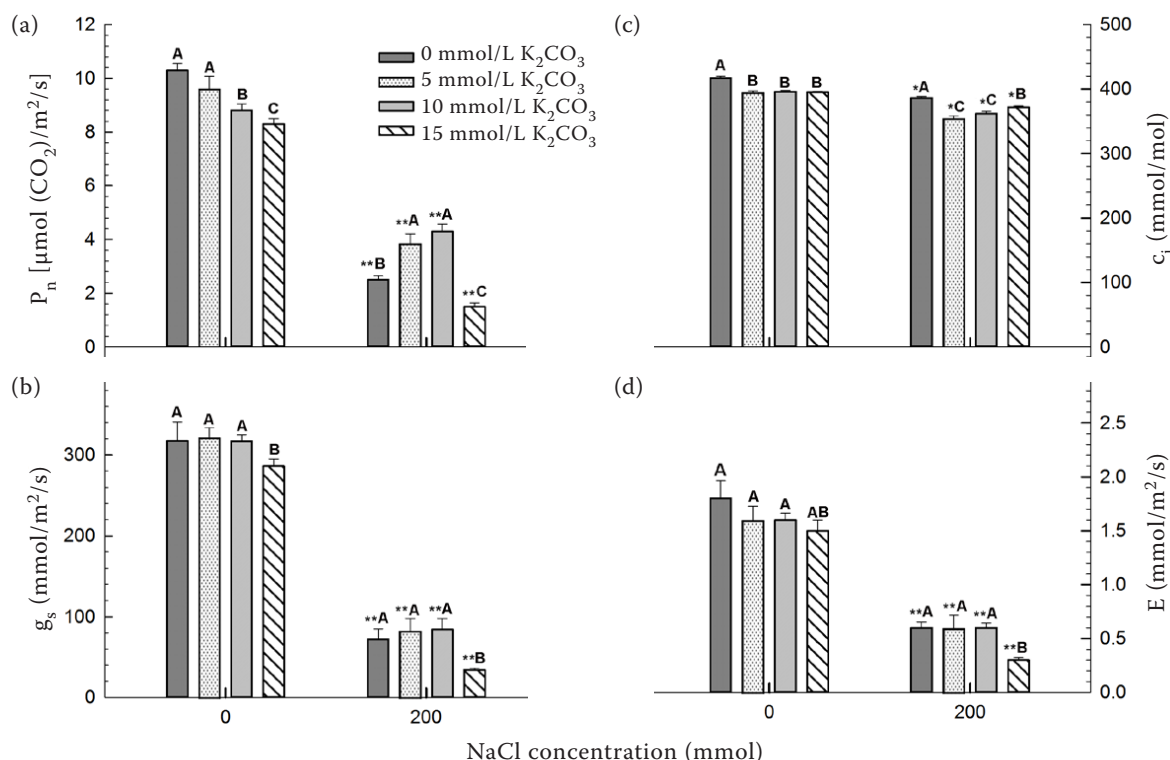 (a)
12
10
8
6
4
2
0
Pₙ [µmol (CO₂)/m²/s)
A
A
B
C
**B
**A
**A
**C
0 mmol/L K₂CO₃
5 mmol/L K₂CO₃
10 mmol/L K₂CO₃
15 mmol/L K₂CO₃
(c)
500
400
300
200
100
0
cᵢ (mmol/mol)
A
B
B
B
*A
*C
*C
*B
(b)
300
200
100
0
gₛ (mmol/m²/s)
A
A
A
B
**A
**A
**A
**B
0
200
(d)
2.5
2.0
1.5
1.0
0.5
0.0
E (mmol/m²/s)
A
A
A
AB
**A
**A
**A
**B
0
200
NaCl concentration (mmol)